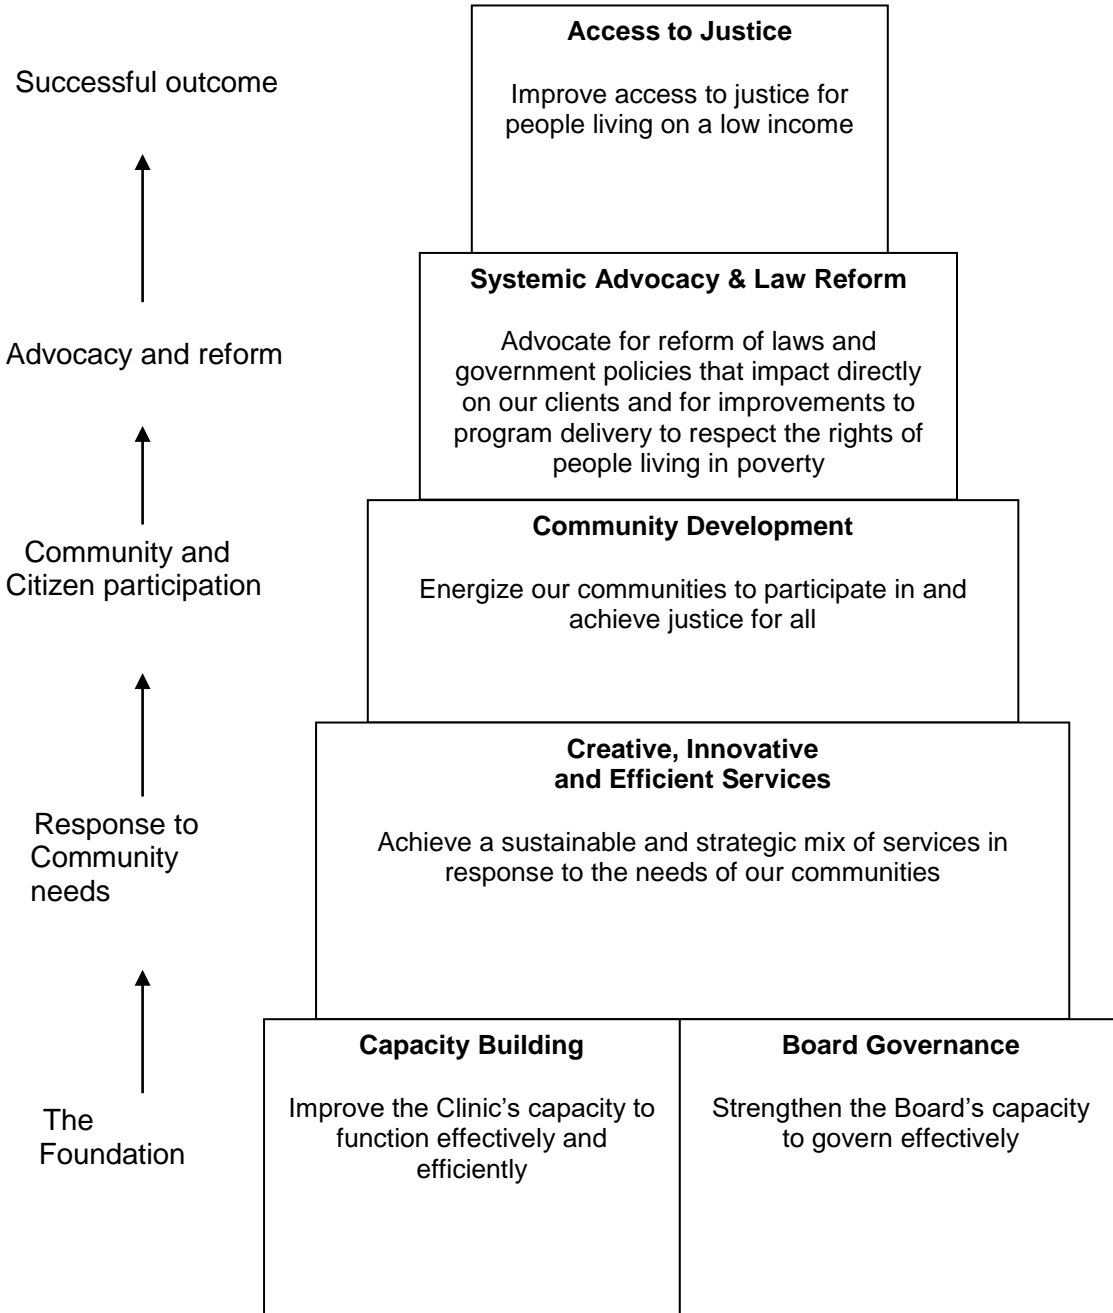 Successful outcome
Access to Justice
Improve access to justice for
people living on a low income
Advocacy and reform
Systemic Advocacy & Law Reform
Advocate for reform of laws and
government policies that impact directly
on our clients and for improvements to
program delivery to respect the rights of
people living in poverty
Community and
Citizen participation
Community Development
Energize our communities to participate in and
achieve justice for all
Response to
Community
needs
Creative, Innovative
and Efficient Services
Achieve a sustainable and strategic mix of services in
response to the needs of our communities
The
Foundation
Capacity Building
Improve the Clinic’s capacity to
function effectively and
efficiently
Board Governance
Strengthen the Board’s capacity
to govern effectively